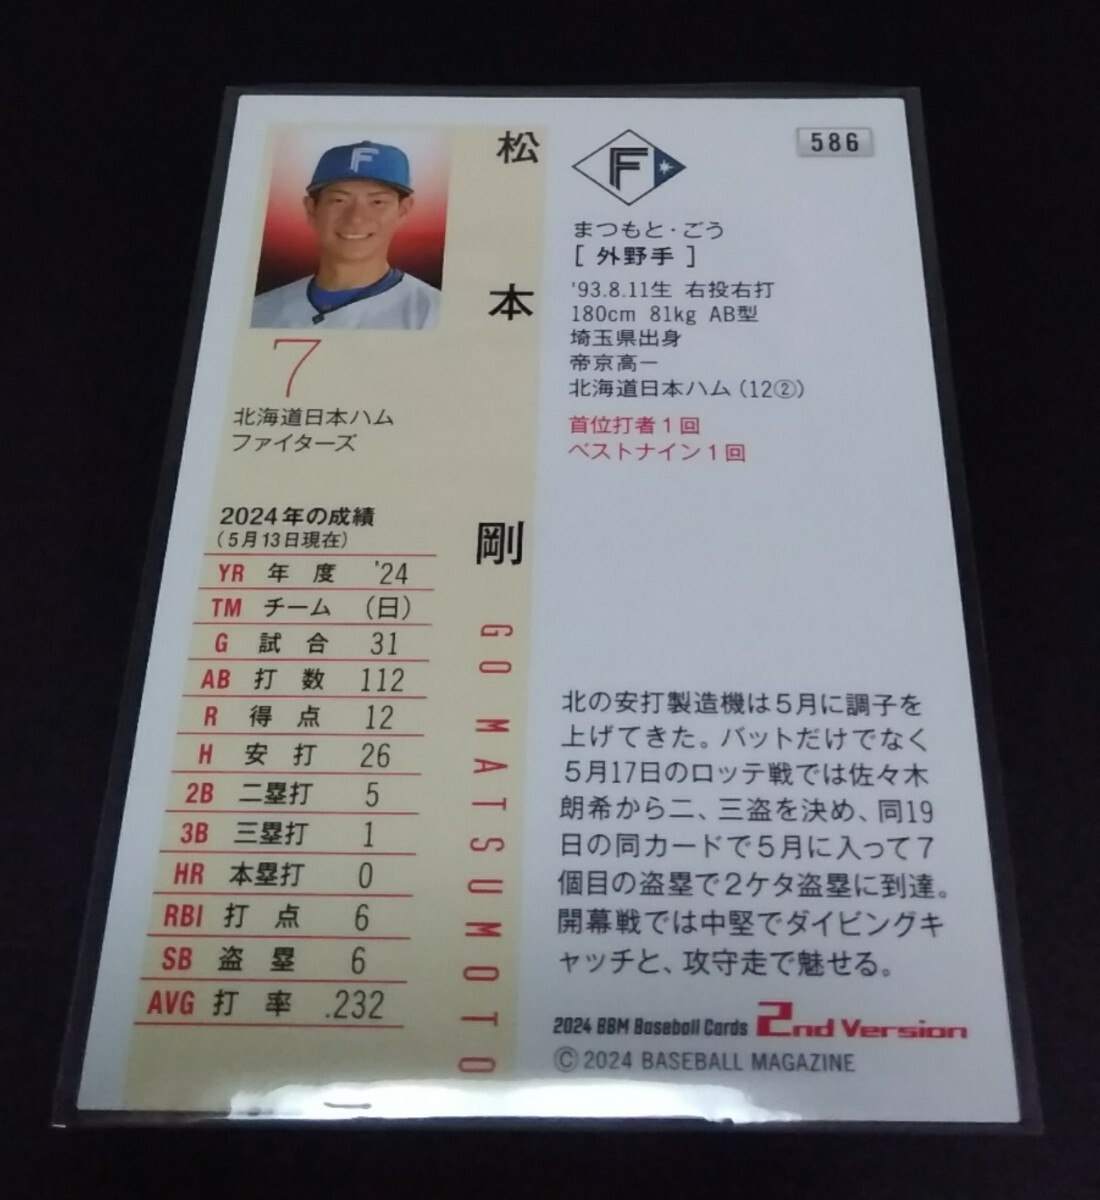 586
F
F
松本剛
GO MATSUMOTO
7
北海道日本ハム
ファイターズ
まつもと・ごう
[ 外野手 ]
'93.8.11生 右投右打
180cm 81kg AB型
埼玉県出身
帝京高ー
北海道日本ハム (12②)
首位打者1回
ベストナイン1回
2024年の成績
(5月13日現在)
YR 年度 '24
TM チーム (日)
G 試合 31
AB 打数 112
R 得点 12
H 安打 26
2B 二塁打 5
3B 三塁打 1
HR 本塁打 0
RBI 打点 6
SB 盗塁 6
AVG 打率 .232
北の安打製造機は5月に調子を
上げてきた。バットだけでなく
5月17日のロッテ戦では佐々木
朗希から二、三盗を決め、同19
日の同カードで5月に入って7
個目の盗塁で2ケタ盗塁に到達。
開幕戦では中堅でダイビングキ
ャッチと、攻守走で魅せる。
2024 BBM Baseball Cards 2nd Version
© 2024 BASEBALL MAGAZINE